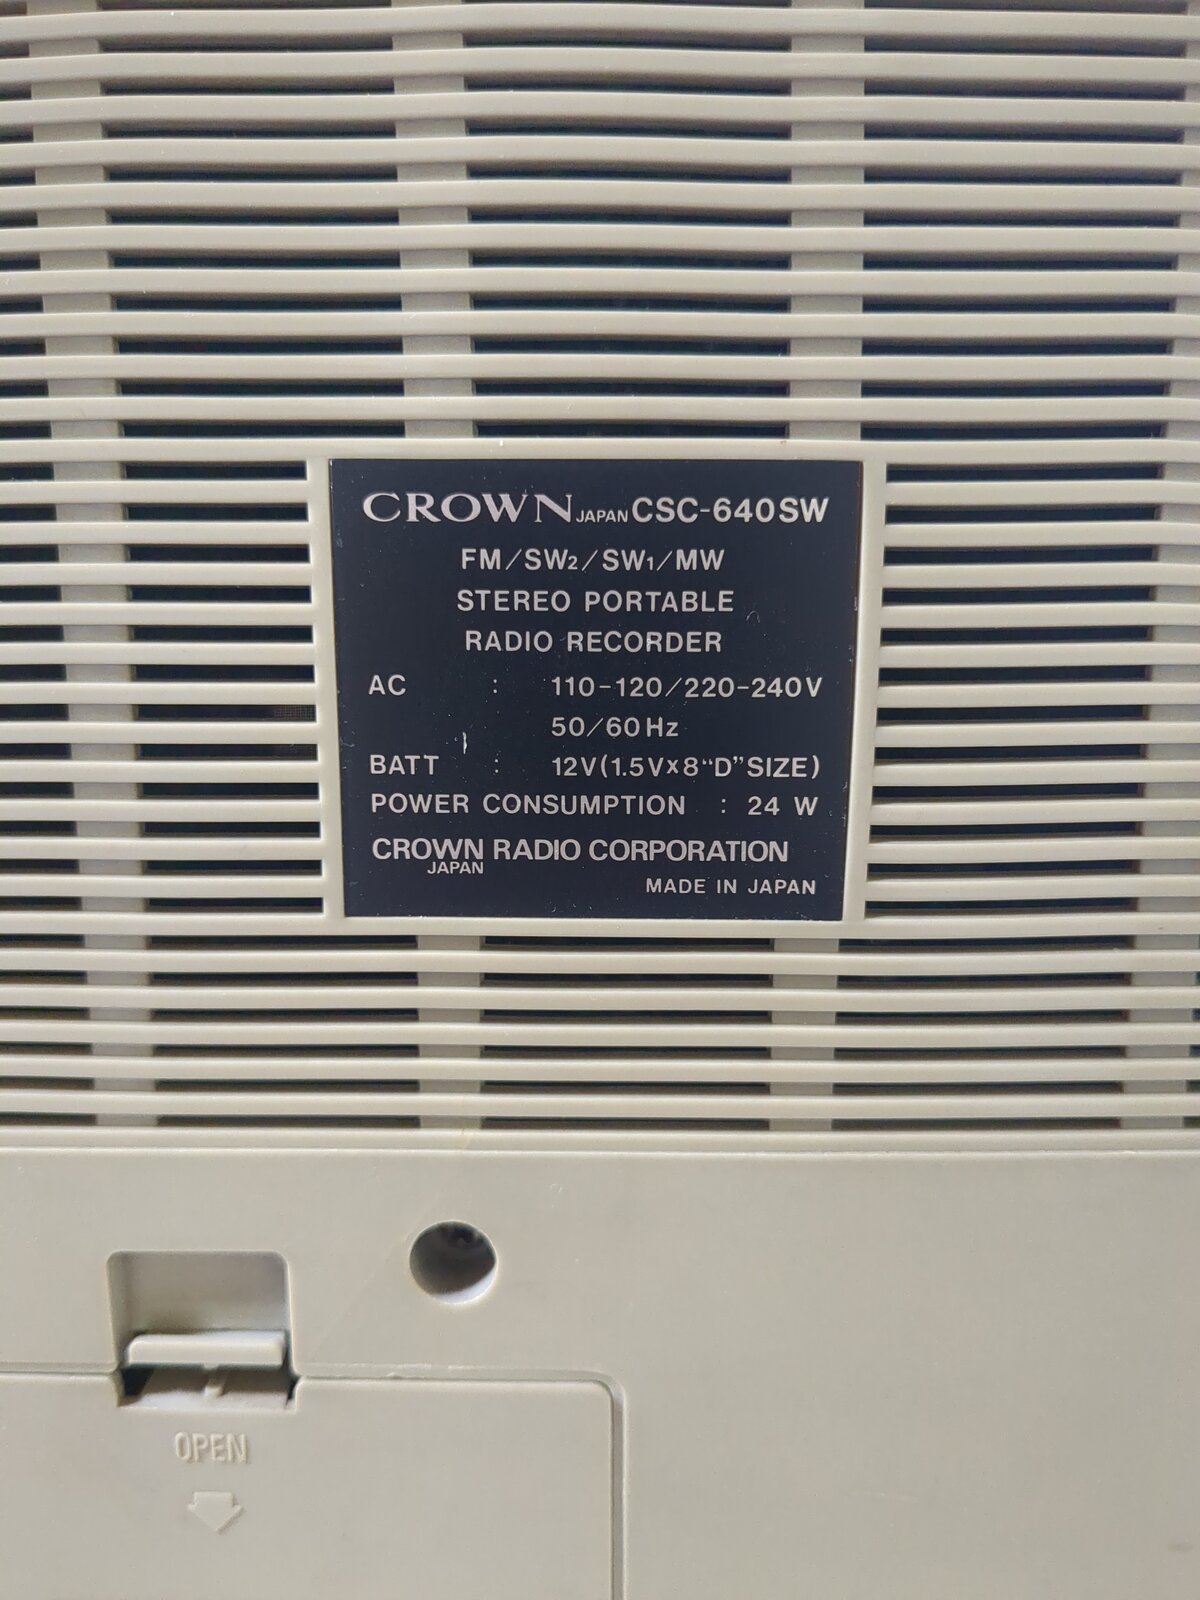 CROWN JAPAN CSC-640SW
FM/SW2/SW1/MW
STEREO PORTABLE
RADIO RECORDER
AC : 110-120/220-240V
50/60Hz
BATT : 12V(1.5V×8“D”SIZE)
POWER CONSUMPTION : 24 W
CROWN RADIO CORPORATION
JAPAN
MADE IN JAPAN
OPEN